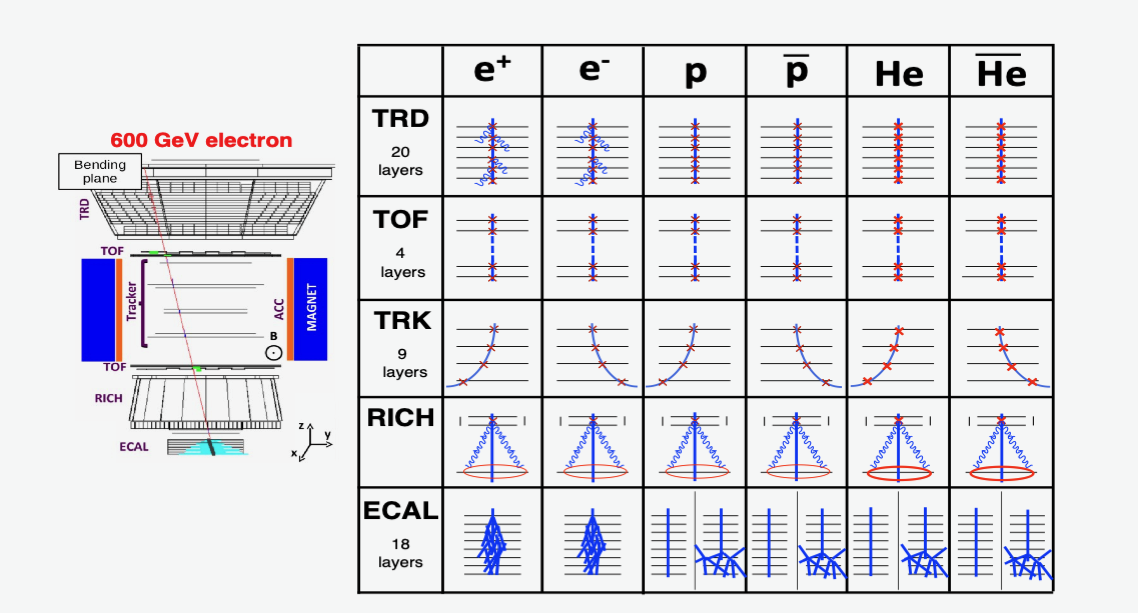 600 GeV electron
Bending
plane
TRD
TOF
Tracker
ACC
MAGNET
B
TOF
RICH
ECAL
z
y
x
e⁺ e⁻ p p̅ He H̅e̅
TRD
20
layers
TOF
4
layers
TRK
9
layers
RICH
ECAL
18
layers